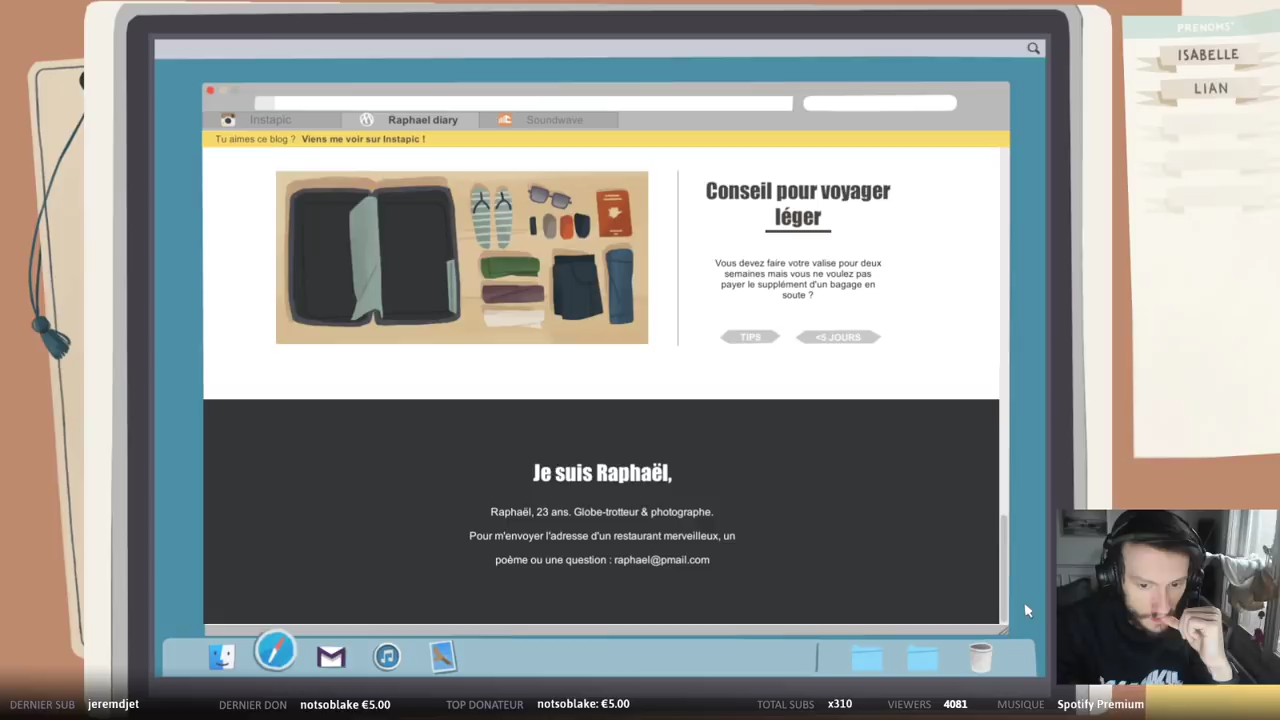 PRENOMS
ISABELLE
LIAN
Instapic
Raphael diary
Soundwave
Tu aimes ce blog ? Viens me voir sur Instapic !
Conseil pour voyager
léger
Vous devez faire votre valise pour deux
semaines mais vous ne voulez pas
payer le supplément d'un bagage en
soute ?
TIPS
<5 JOURS
Je suis Raphaël,
Raphaël, 23 ans. Globe-trotteur & photographe.
Pour m'envoyer l'adresse d'un restaurant merveilleux, un
poème ou une question : raphael@pmail.com
DERNIER SUB jeremdjet
DERNIER DON notsoblake €5.00
TOP DONATEUR notsoblake: €5.00
TOTAL SUBS x310
VIEWERS 4081
MUSIQUE Spotify Premium